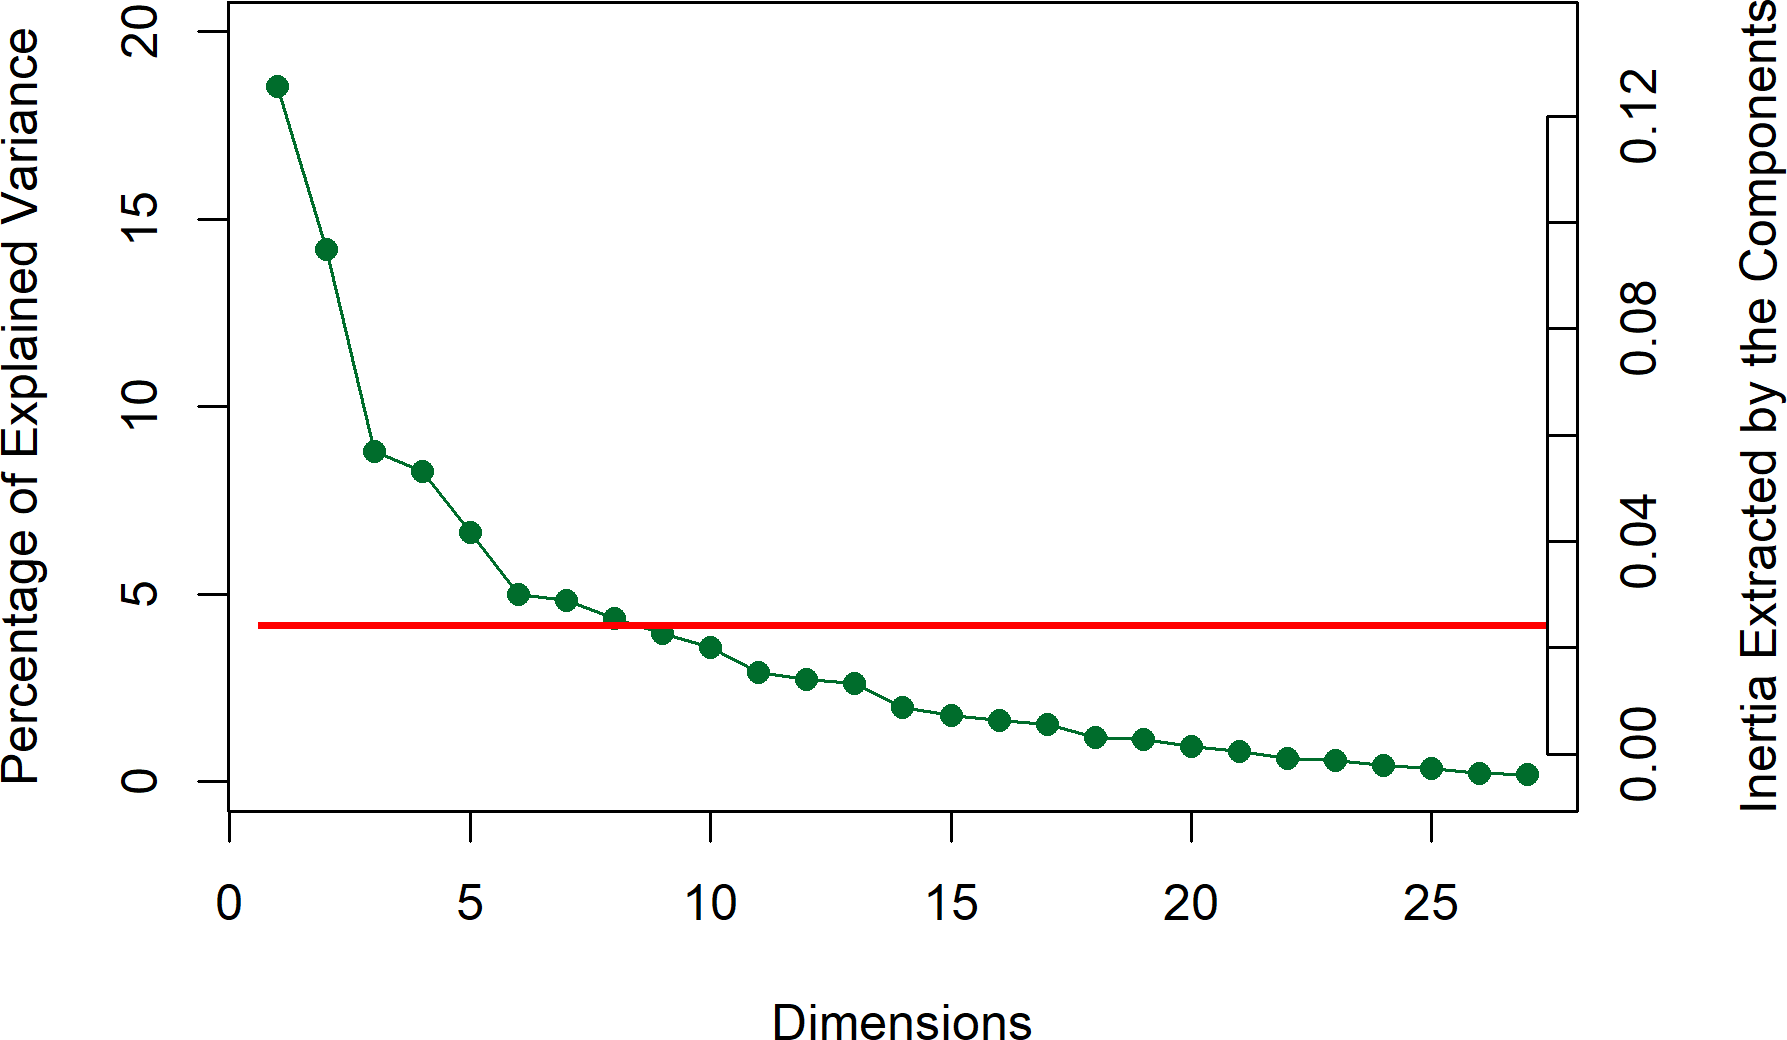 Percentage of Explained Variance
20
15
10
5
0
0.12
0.08
0.04
0.00
Inertia Extracted by the Components
0 5 10 15 20 25
Dimensions